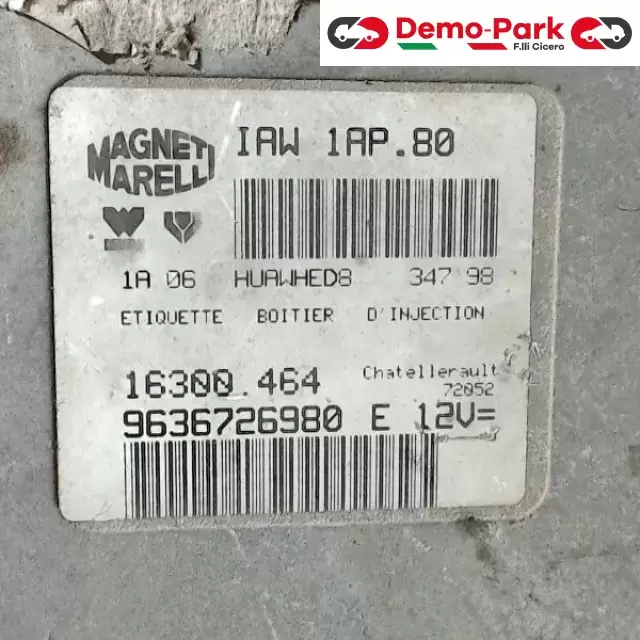 Demo-Park
F.lli Cicero
MAGNETI
MARELLI
IAW 1AP.80
1A 06 HUAWHED8 347 98
ETIQUETTE BOITIER D'INJECTION
16300.464
Chatellerault
72052
9636726980 E 12V=